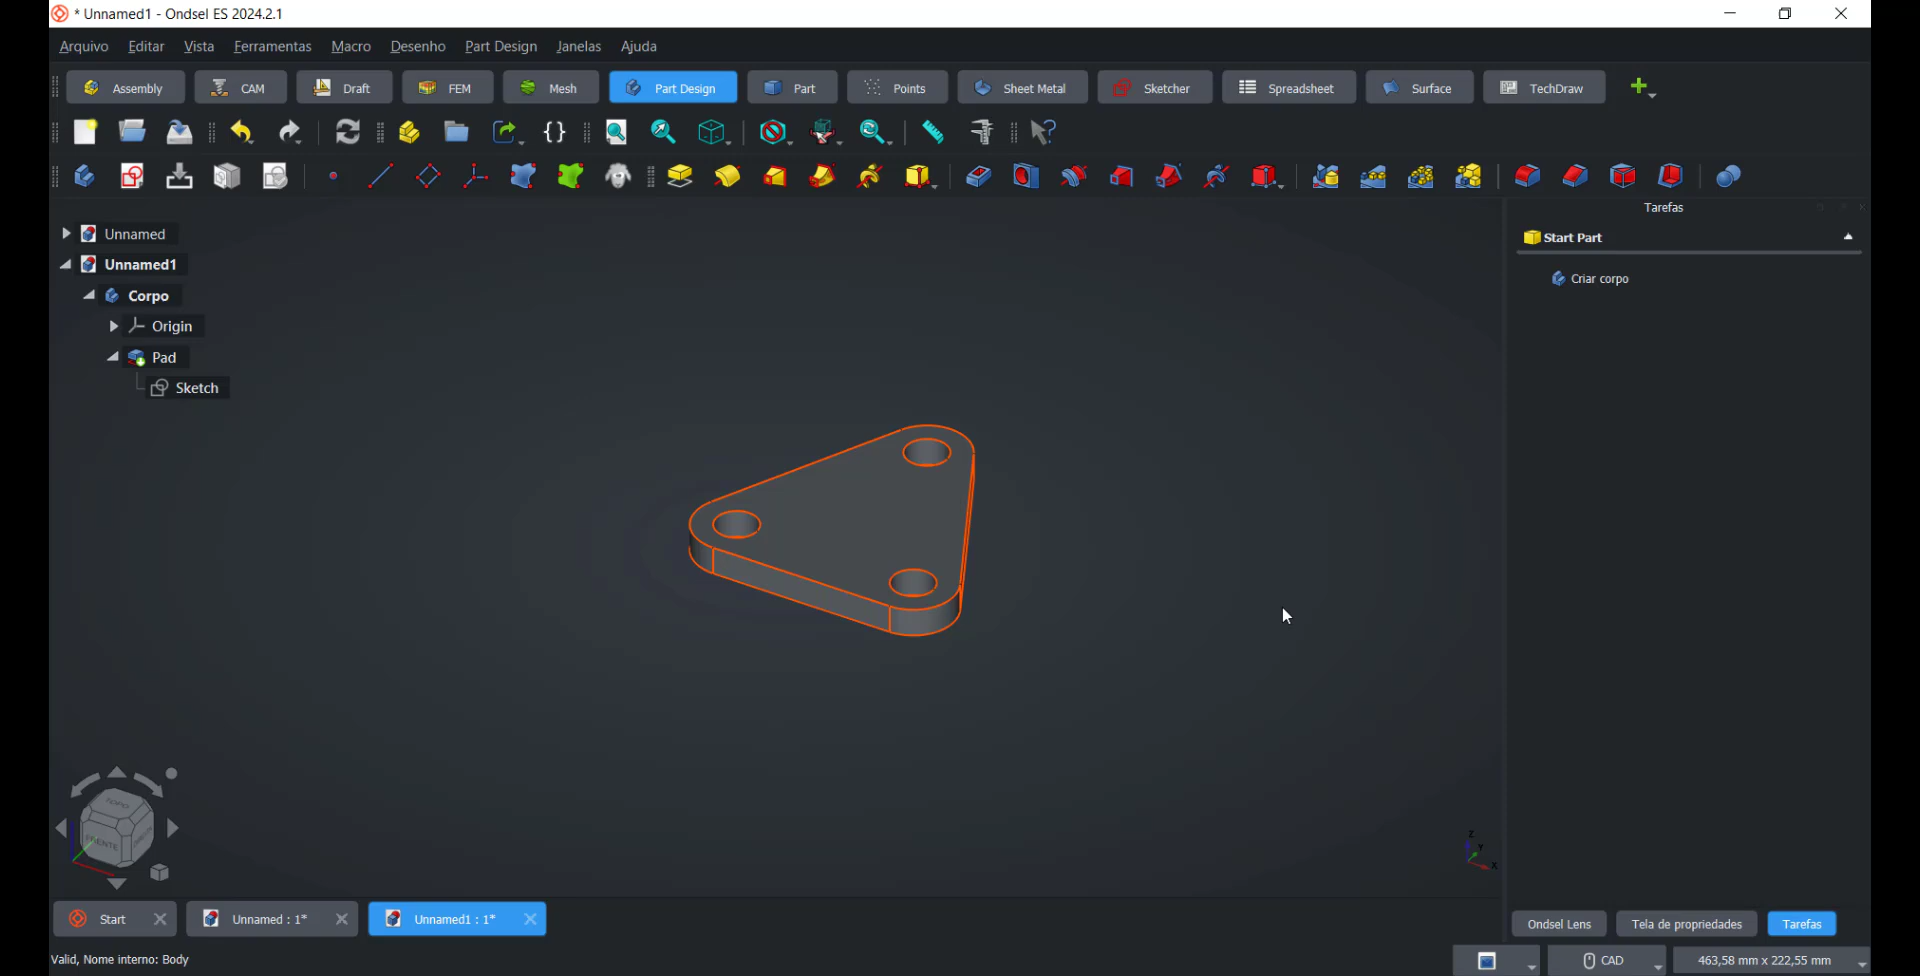 * Unnamed1 - Ondsel ES 2024.2.1
Arquivo Editar Vista Ferramentas Macro Desenho Part Design Janelas Ajuda
Assembly CAM Draft FEM Mesh Part Design Part Points Sheet Metal Sketcher Spreadsheet Surface TechDraw
Tarefas
Unnamed
Start Part
Unnamed1
Criar corpo
Corpo
Origin
Pad
Sketch
TOPO
FRENTE
Z
Y
X
Start Unnamed : 1* Unnamed1 : 1*
Ondsel Lens Tela de propriedades Tarefas
Valid, Nome interno: Body
CAD 463,58 mm x 222,55 mm